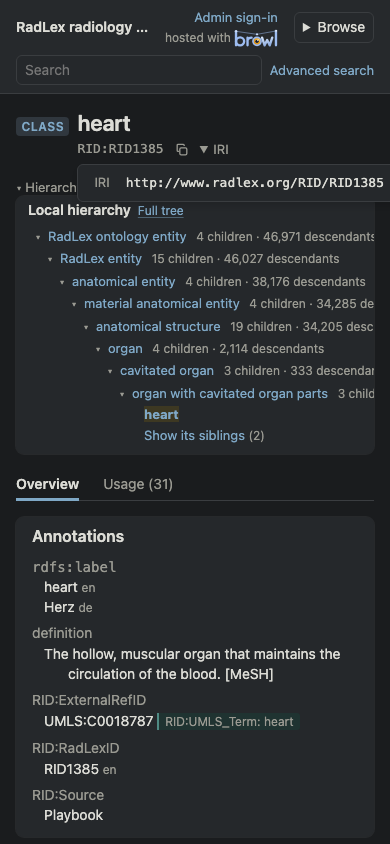 RadLex radiology ...
Admin sign-in
hosted with browl
▶ Browse
Search
Advanced search
CLASS heart
RID:RID1385 ▼ IRI
IRI http://www.radlex.org/RID/RID1385
▾ Hierarch
Local hierarchy Full tree
▾ RadLex ontology entity 4 children · 46,971 descendants
▾ RadLex entity 15 children · 46,027 descendants
▾ anatomical entity 4 children · 38,176 descendants
▾ material anatomical entity 4 children · 34,285 de
▾ anatomical structure 19 children · 34,205 desc
▾ organ 4 children · 2,114 descendants
▾ cavitated organ 3 children · 333 descendan
▾ organ with cavitated organ parts 3 child
heart
Show its siblings (2)
Overview Usage (31)
Annotations
rdfs:label
heart en
Herz de
definition
The hollow, muscular organ that maintains the
circulation of the blood. [MeSH]
RID:ExternalRefID
UMLS:C0018787 RID:UMLS_Term: heart
RID:RadLexID
RID1385 en
RID:Source
Playbook